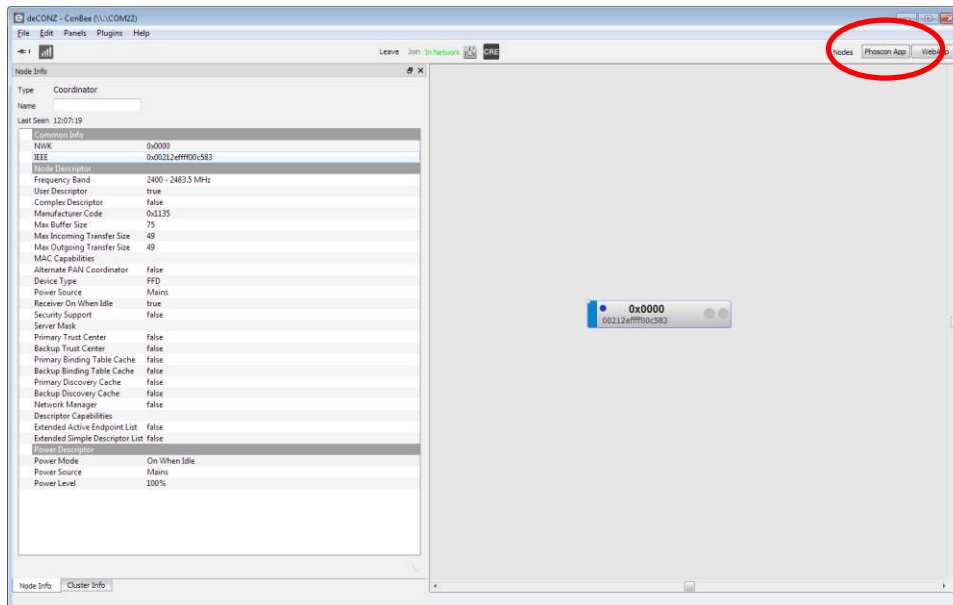 deCONZ - ConBee (\\.\COM22)
File Edit Panels Plugins Help
Leave Join In Network CRE Nodes Phoscon App WebApp
Node Info
Type Coordinator
Name
Last Seen 12:07:19
Common Info
NWK 0x0000
IEEE 0x00212effff00c583
Node Descriptor
Frequency Band 2400 - 2483.5 MHz
User Descriptor true
Complex Descriptor false
Manufacturer Code 0x1135
Max Buffer Size 75
Max Incoming Transfer Size 49
Max Outgoing Transfer Size 49
MAC Capabilities
Alternate PAN Coordinator false
Device Type FFD
Power Source Mains
Receiver On When Idle true
Security Support false
Server Mask
Primary Trust Center false
Backup Trust Center false
Primary Binding Table Cache false
Backup Binding Table Cache false
Primary Discovery Cache false
Backup Discovery Cache false
Network Manager false
Descriptor Capabilities
Extended Active Endpoint List false
Extended Simple Descriptor List false
Power Descriptor
Power Mode On When Idle
Power Source Mains
Power Level 100%
0x0000
00212effff00c583
Node Info Cluster Info